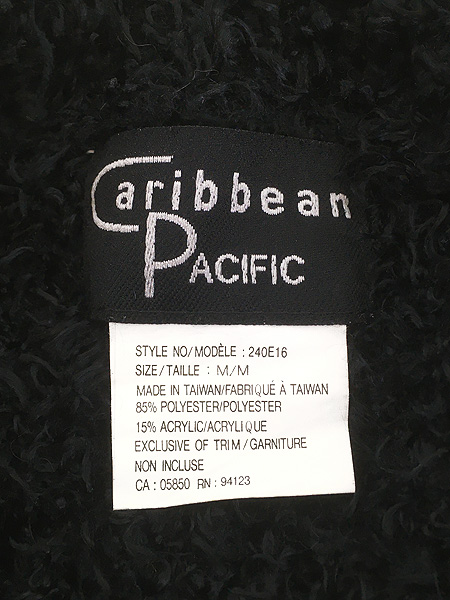 Caribbean
PACIFIC
STYLE NO/MODÈLE : 240E16
SIZE/TAILLE : M/M
MADE IN TAIWAN/FABRIQUÉ À TAIWAN
85% POLYESTER/POLYESTER
15% ACRYLIC/ACRYLIQUE
EXCLUSIVE OF TRIM/GARNITURE
NON INCLUSE
CA : 05850 RN : 94123